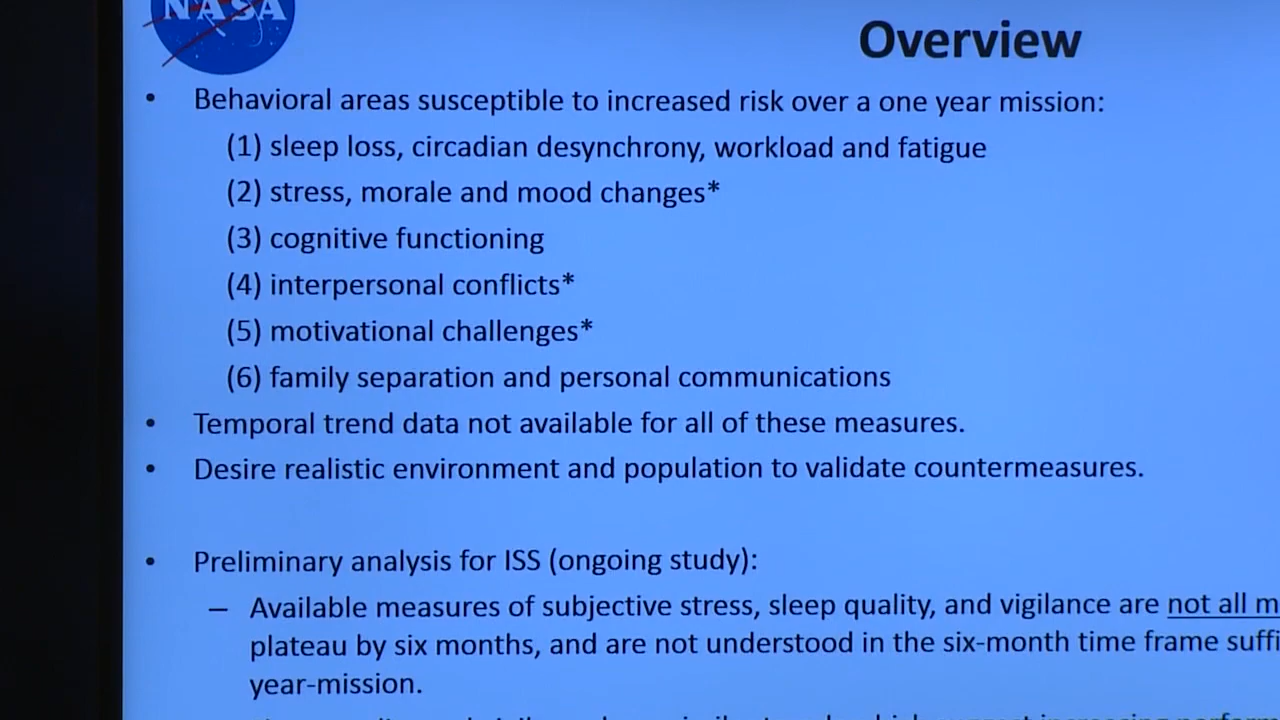 NASA
Overview
• Behavioral areas susceptible to increased risk over a one year mission:
(1) sleep loss, circadian desynchrony, workload and fatigue
(2) stress, morale and mood changes*
(3) cognitive functioning
(4) interpersonal conflicts*
(5) motivational challenges*
(6) family separation and personal communications
• Temporal trend data not available for all of these measures.
• Desire realistic environment and population to validate countermeasures.
• Preliminary analysis for ISS (ongoing study):
– Available measures of subjective stress, sleep quality, and vigilance are not all m
plateau by six months, and are not understood in the six-month time frame suffi
year-mission.